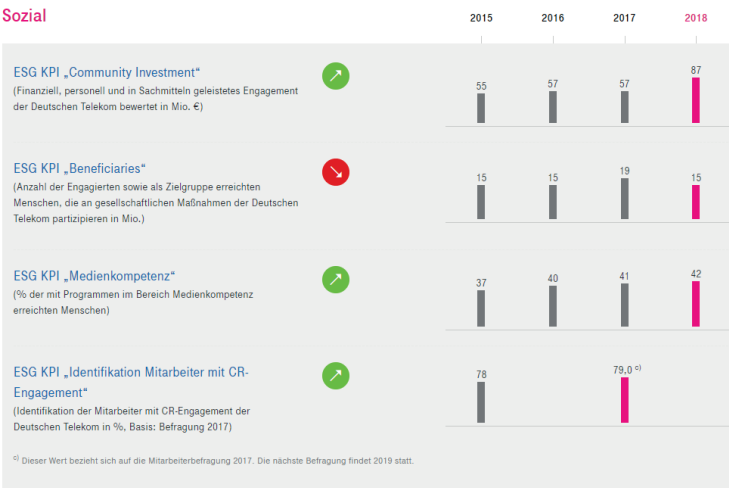 Sozial
2015 2016 2017 2018
ESG KPI „Community Investment“
(Finanziell, personell und in Sachmitteln geleistetes Engagement
der Deutschen Telekom bewertet in Mio. €)
55 57 57 87
ESG KPI „Beneficiaries“
(Anzahl der Engagierten sowie als Zielgruppe erreichten
Menschen, die an gesellschaftlichen Maßnahmen der Deutschen
Telekom partizipieren in Mio.)
15 15 19 15
ESG KPI „Medienkompetenz“
(% der mit Programmen im Bereich Medienkompetenz
erreichten Menschen)
37 40 41 42
ESG KPI „Identifikation Mitarbeiter mit CR-
Engagement“
(Identifikation der Mitarbeiter mit CR-Engagement der
Deutschen Telekom in %, Basis: Befragung 2017)
78 79,0 c)
c) Dieser Wert bezieht sich auf die Mitarbeiterbefragung 2017. Die nächste Befragung findet 2019 statt.